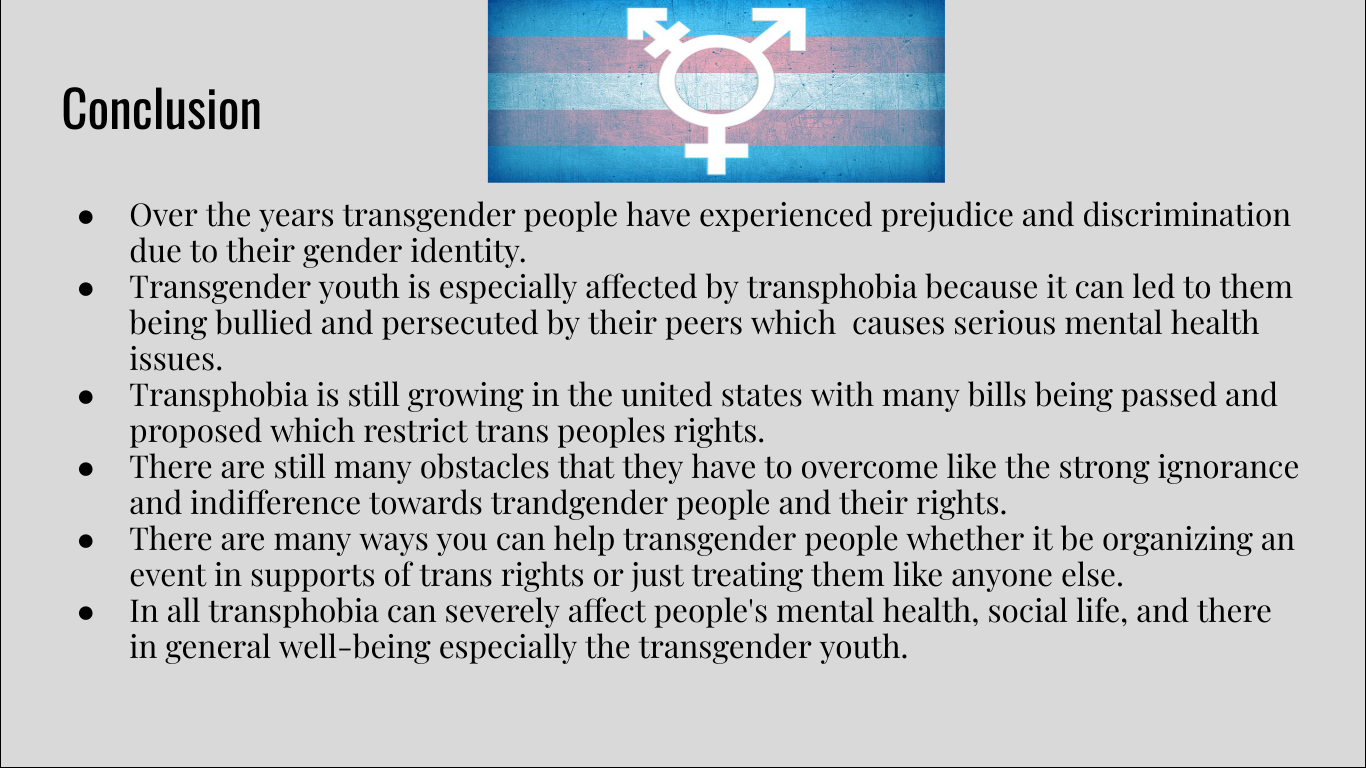 Conclusion
● Over the years transgender people have experienced prejudice and discrimination
due to their gender identity.
● Transgender youth is especially affected by transphobia because it can led to them
being bullied and persecuted by their peers which  causes serious mental health
issues.
● Transphobia is still growing in the united states with many bills being passed and
proposed which restrict trans peoples rights.
● There are still many obstacles that they have to overcome like the strong ignorance
and indifference towards trandgender people and their rights.
● There are many ways you can help transgender people whether it be organizing an
event in supports of trans rights or just treating them like anyone else.
● In all transphobia can severely affect people's mental health, social life, and there
in general well-being especially the transgender youth.